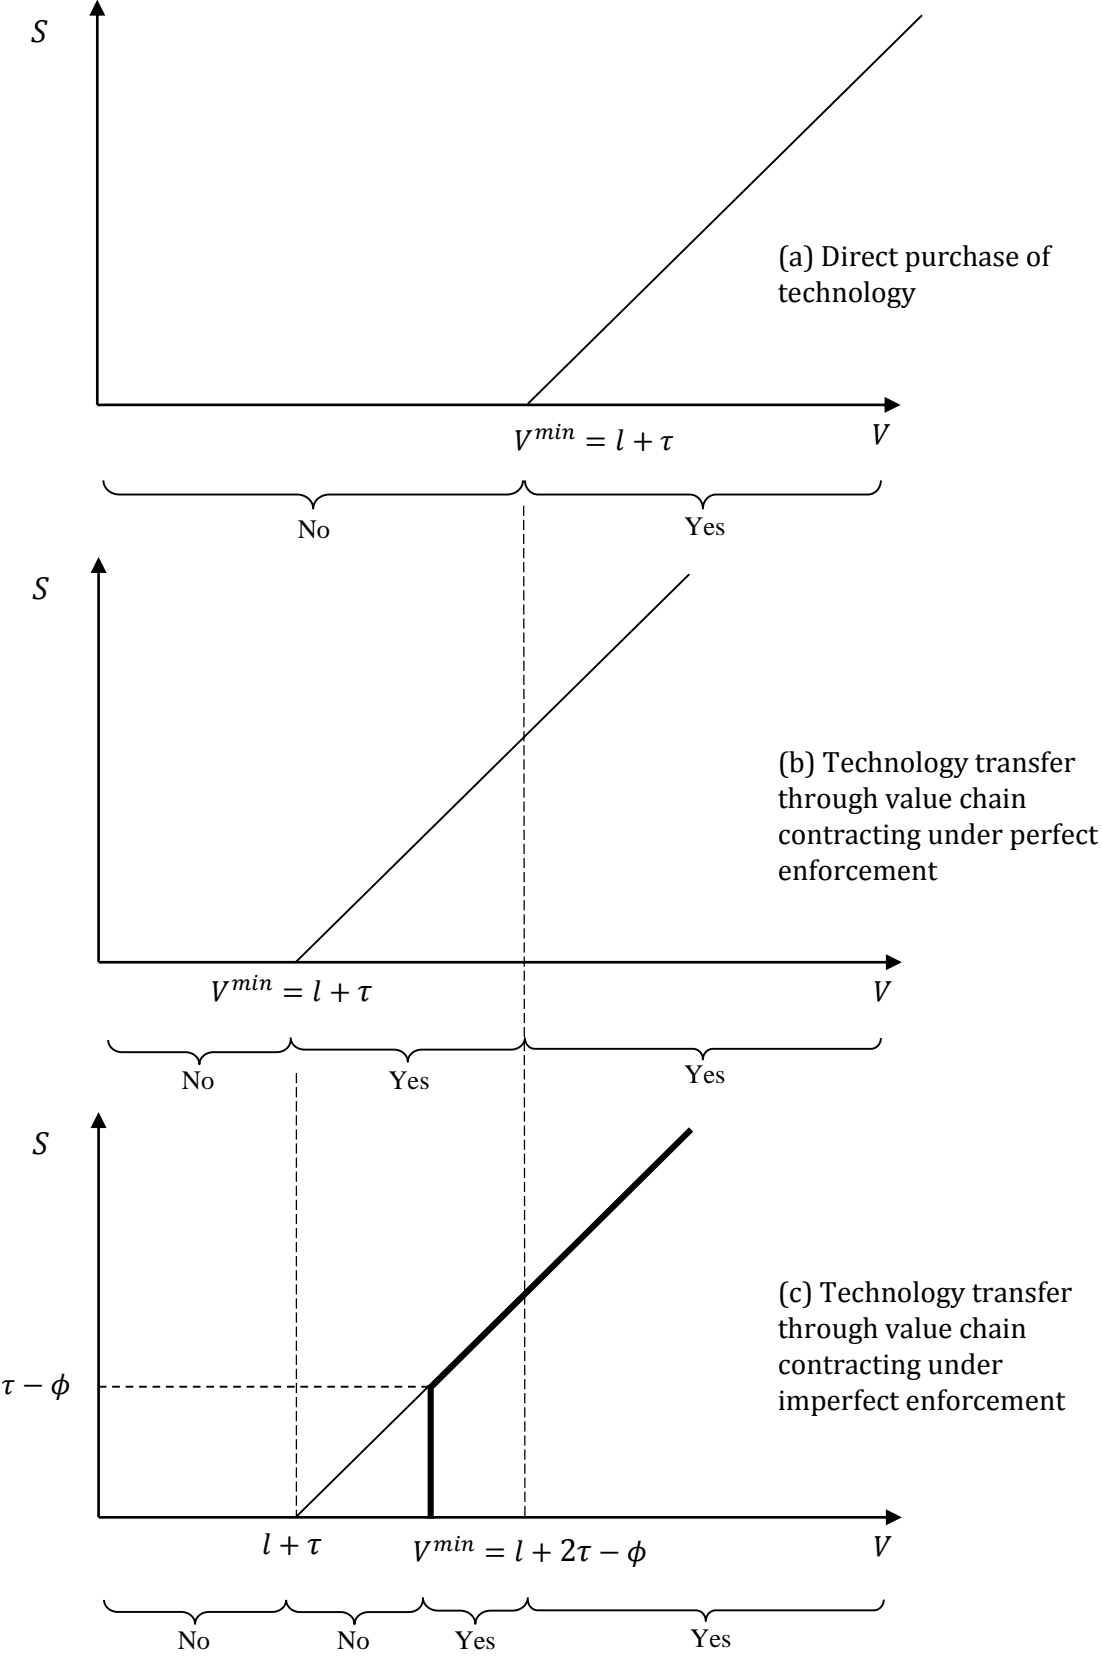 S
(a) Direct purchase of
technology
V^{min} = l + τ
V
No
Yes
S
(b) Technology transfer
through value chain
contracting under perfect
enforcement
V^{min} = l + τ
V
No
Yes
Yes
S
(c) Technology transfer
through value chain
contracting under
imperfect enforcement
τ − ϕ
l + τ
V^{min} = l + 2τ − ϕ
V
No
No
Yes
Yes